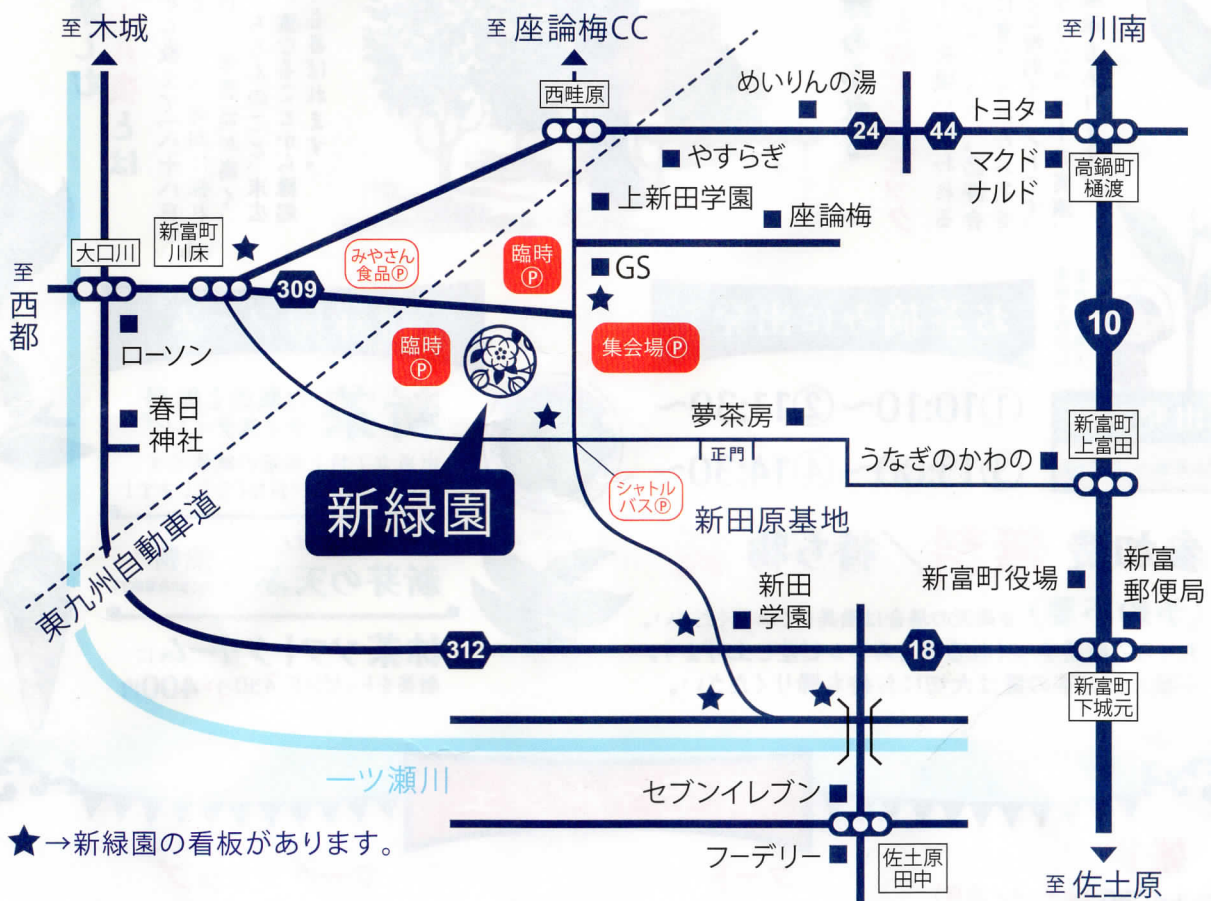 至 木城
至 座論梅CC
至 川南
西畦原
めいりんの湯
24
44
トヨタ
マクド
ナルド
高鍋町
樋渡
やすらぎ
上新田学園
座論梅
大口川
新富町
川床
みやさん
食品Ⓟ
臨時
Ⓟ
GS
至
西都
309
ローソン
臨時
Ⓟ
集会場Ⓟ
10
春日
神社
夢茶房
正門
新富町
上富田
うなぎのかわの
新緑園
シャトル
バスⓅ
新田原基地
東九州自動車道
新田
学園
新富町役場
新富
郵便局
312
18
新富町
下城元
一ツ瀬川
セブンイレブン
フーデリー
佐土原
田中
至 佐土原
★→新緑園の看板があります。
①10:10~